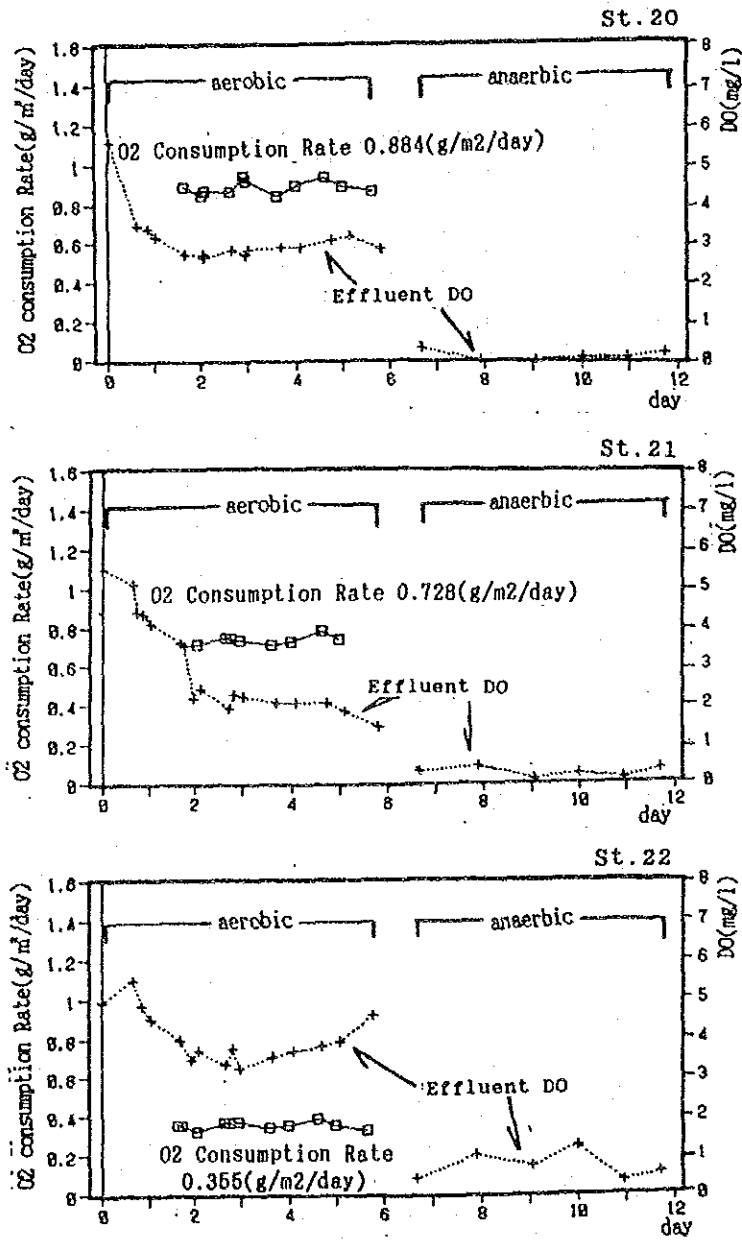 St.20
O2 consumption Rate(g/㎡/day)
1.6
1.4
1.2
1
0.8
0.6
0.4
0.2
0
aerobic
anaerbic
O2 Consumption Rate 0.884(g/m2/day)
Effluent DO
8
7
6
5
4
3
2
1
0
DO(mg/l)
0 2 4 6 8 10 12
day
St.21
O2 consumption Rate(g/㎡/day)
1.6
1.4
1.2
1
0.8
0.6
0.4
0.2
0
aerobic
anaerbic
O2 Consumption Rate 0.728(g/m2/day)
Effluent DO
8
7
6
5
4
3
2
1
0
DO(mg/l)
0 2 4 6 8 10 12
day
St.22
O2 consumption Rate(g/㎡/day)
1.6
1.4
1.2
1
0.8
0.6
0.4
0.2
0
aerobic
anaerbic
Effluent DO
O2 Consumption Rate
0.355(g/m2/day)
8
7
6
5
4
3
2
1
0
DO(mg/l)
0 2 4 6 8 10 12
day